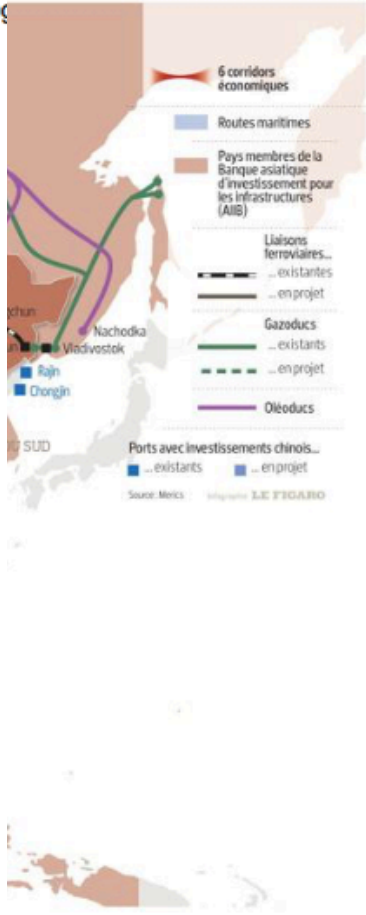 6 corridors
économiques
Routes maritimes
Pays membres de la
Banque asiatique
d'investissement pour
les infrastructures
(AIIB)
Liaisons
ferroviaires...
... existantes
... en projet
Gazoducs
... existants
... en projet
Oléoducs
Nachodka
Vladivostok
Rajin
Chongjin
SUD
Ports avec investissements chinois...
... existants
... en projet
Source: Merics
Infographie LE FIGARO